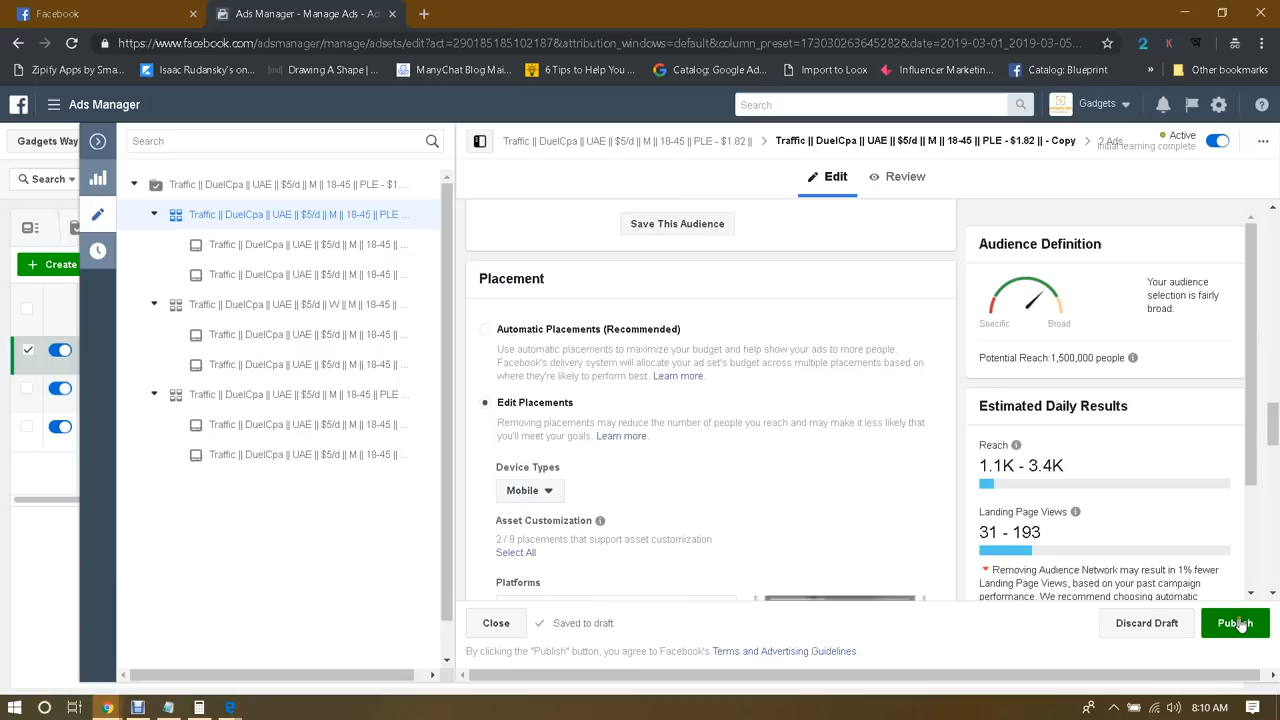 Facebook
Ads Manager - Manage Ads - Ad
https://www.facebook.com/adsmanager/manage/adsets/edit?act=2901851851021878&attribution_windows=default&column_preset=1730302636452828&date=2019-03-01_2019-03-05...
Zipify Apps by Sma...
Isaac Rudansky's on...
Drawing A Shape | ...
ManyChat Blog Mai...
6 Tips to Help You ...
Catalog: Google Ad...
Import to Loox
Influencer Marketin...
Catalog: Blueprint
»
Other bookmarks
Ads Manager
Search
Gadgets
Gadgets Way
Search
Traffic || DuelCpa || UAE || $5/d || M || 18-45 || PLE - $1.82 ||
Traffic || DuelCpa || UAE || $5/d || M || 18-45 || PLE - $1.82 || - Copy
2 Ads
Active
Initial learning complete
Search
Edit
Review
Traffic || DuelCpa || UAE || $5/d || M || 18-45 || PLE - $1...
Traffic || DuelCpa || UAE || $5/d || M || 18-45 || PLE ...
Traffic || DuelCpa || UAE || $5/d || M || 18-45 || ...
Traffic || DuelCpa || UAE || $5/d || M || 18-45 || ...
Traffic || DuelCpa || UAE || $5/d || W || 18-45 || ...
Traffic || DuelCpa || UAE || $5/d || M || 18-45 || ...
Traffic || DuelCpa || UAE || $5/d || M || 18-45 || ...
Traffic || DuelCpa || UAE || $5/d || M || 18-45 || PLE ...
Traffic || DuelCpa || UAE || $5/d || M || 18-45 || ...
Traffic || DuelCpa || UAE || $5/d || M || 18-45 || ...
+ Create
Save This Audience
Placement
Automatic Placements (Recommended)
Use automatic placements to maximize your budget and help show your ads to more people.
Facebook's delivery system will allocate your ad set's budget across multiple placements based on
where they're likely to perform best. Learn more.
Edit Placements
Removing placements may reduce the number of people you reach and may make it less likely that
you'll meet your goals. Learn more.
Device Types
Mobile
Asset Customization
2 / 9 placements that support asset customization
Select All
Platforms
Audience Definition
Your audience
selection is fairly
broad.
Specific
Broad
Potential Reach:1,500,000 people
Estimated Daily Results
Reach
1.1K - 3.4K
Landing Page Views
31 - 193
Removing Audience Network may result in 1% fewer
Landing Page Views, based on your past campaign
performance. We recommend choosing automatic
Close
Saved to draft
Discard Draft
Publish
By clicking the "Publish" button, you agree to Facebook's Terms and Advertising Guidelines.
8:10 AM